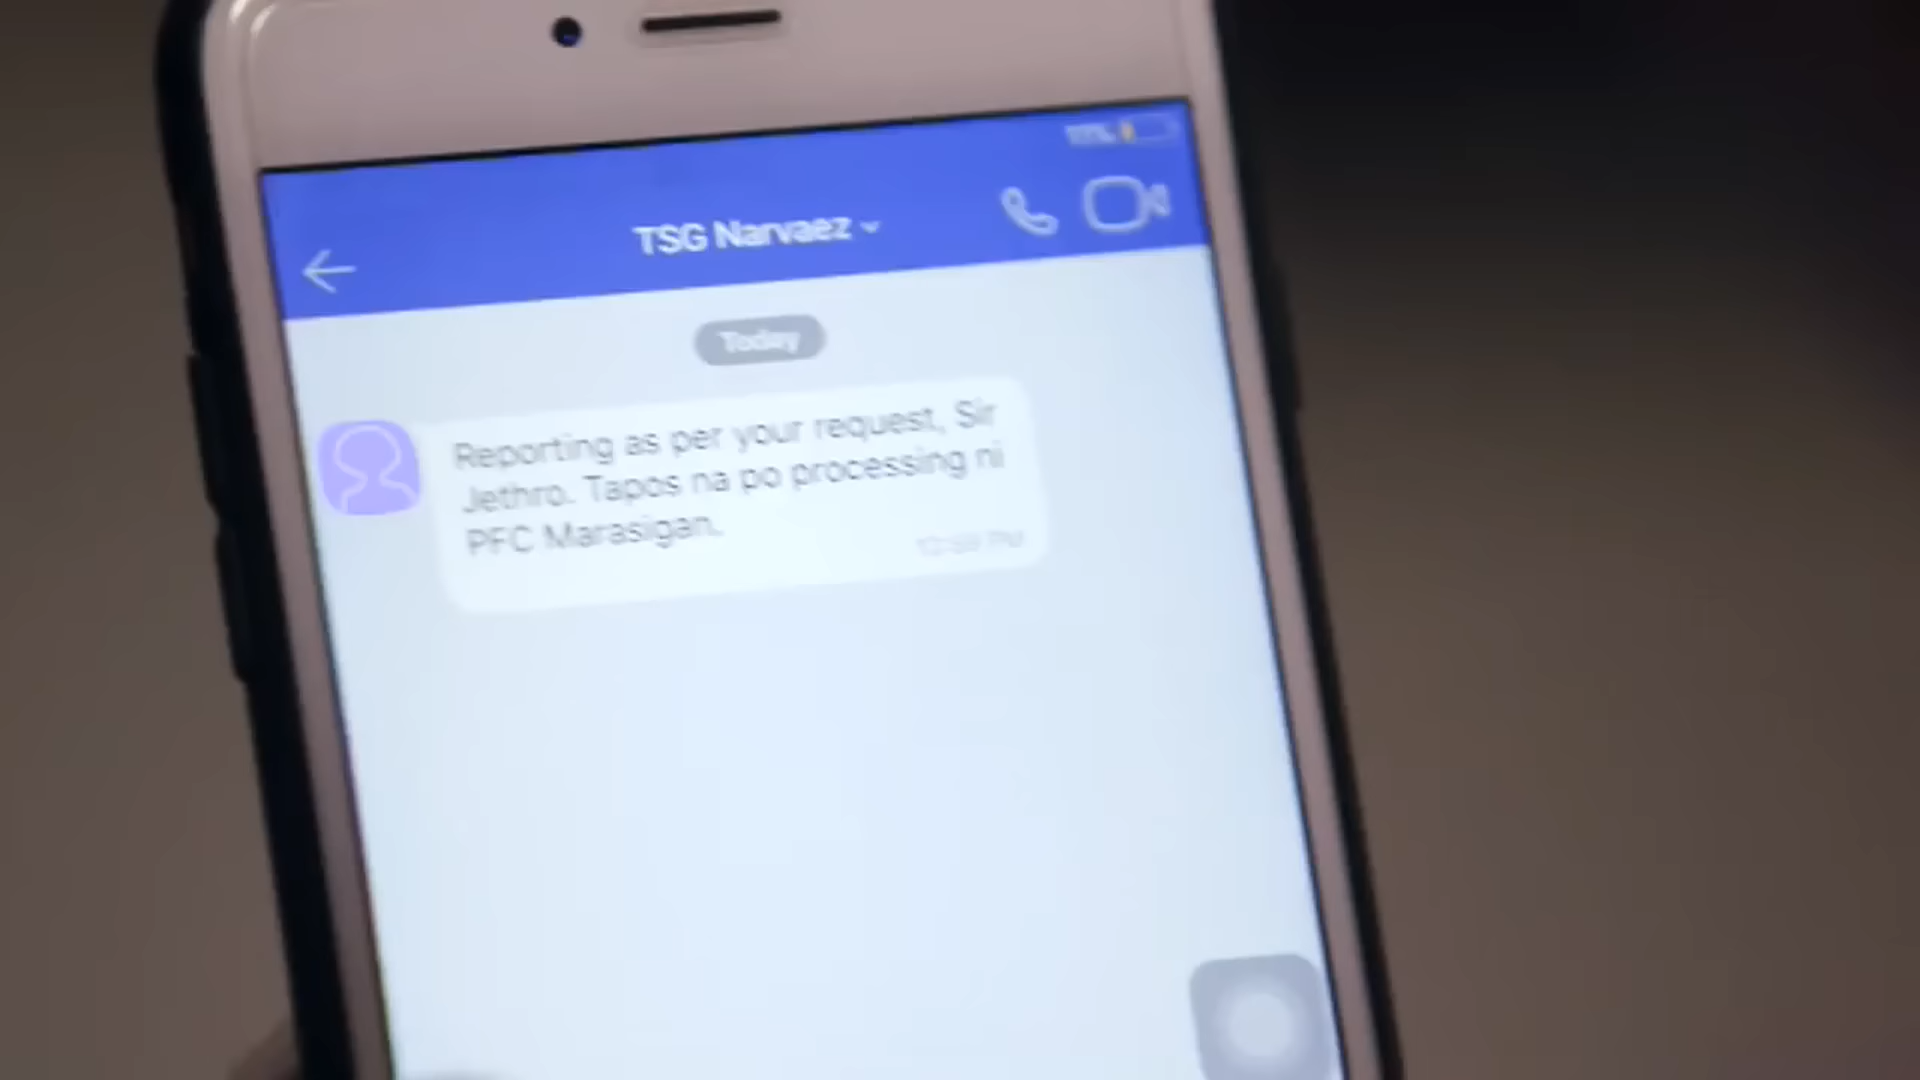 TSG Narvaez
Today
Reporting as per your request, Sir
Jethro. Tapos na po processing ni
PFC Marasigan.